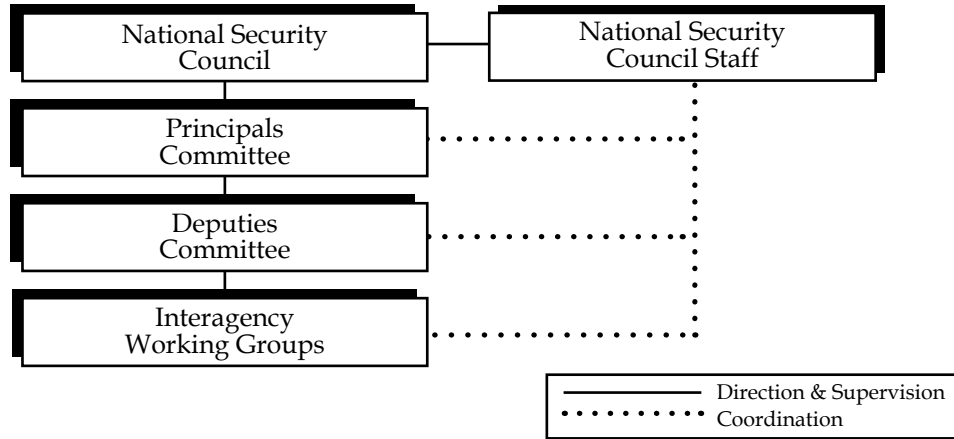 National Security
Council
National Security
Council Staff
Principals
Committee
Deputies
Committee
Interagency
Working Groups
Direction & Supervision
Coordination